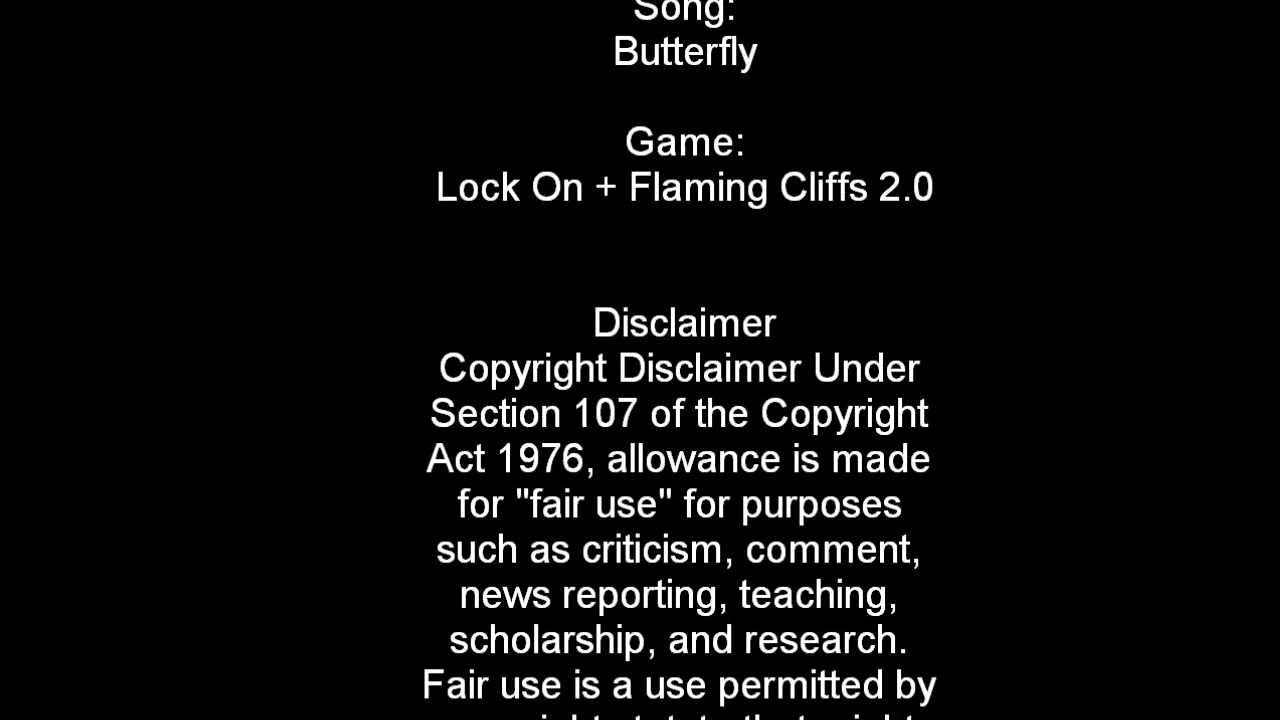 Song:
Butterfly
Game:
Lock On + Flaming Cliffs 2.0
Disclaimer
Copyright Disclaimer Under
Section 107 of the Copyright
Act 1976, allowance is made
for "fair use" for purposes
such as criticism, comment,
news reporting, teaching,
scholarship, and research.
Fair use is a use permitted by